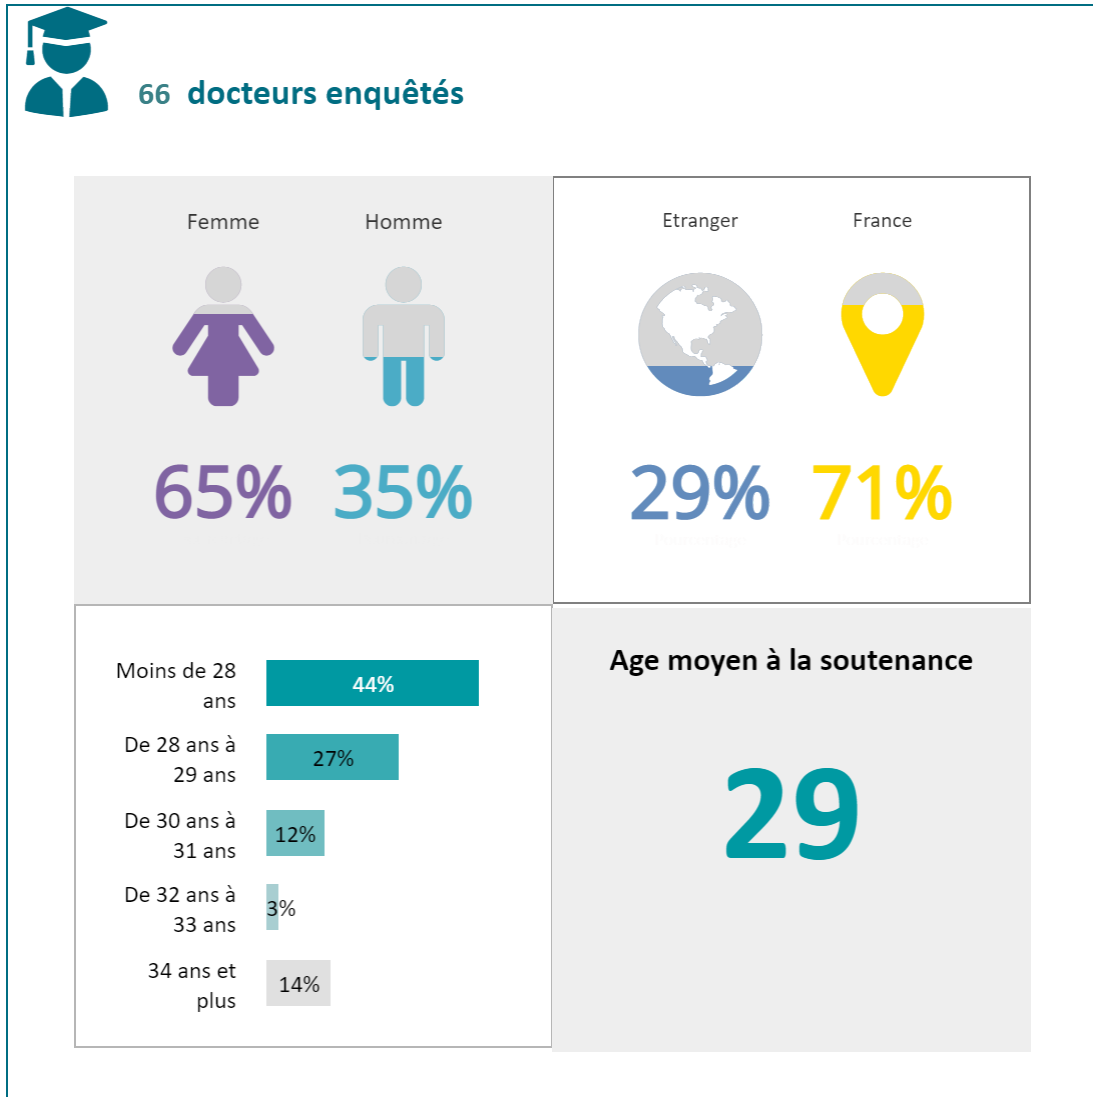 66 docteurs enquêtés
Femme
Homme
65%
35%
Etranger
France
29%
71%
Moins de 28
ans
44%
De 28 ans à
29 ans
27%
De 30 ans à
31 ans
12%
De 32 ans à
33 ans
3%
34 ans et
plus
14%
Age moyen à la soutenance
29